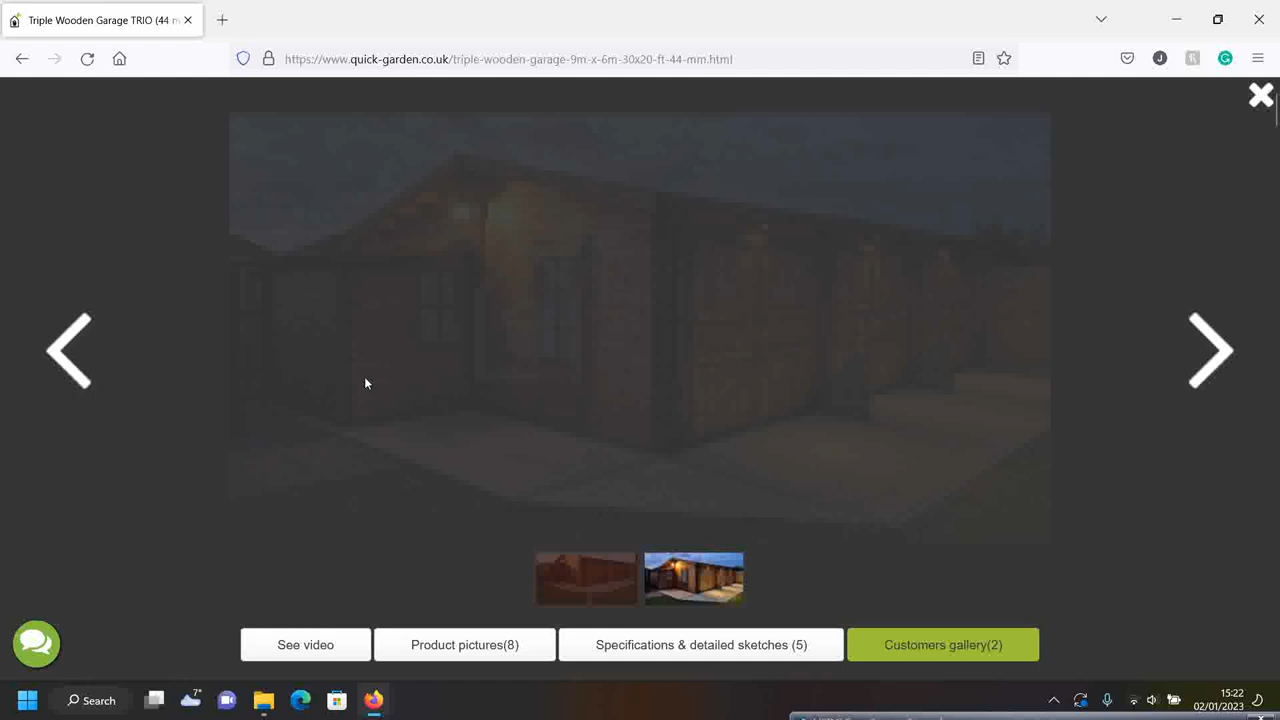 Triple Wooden Garage TRIO (44 m
https://www.quick-garden.co.uk/triple-wooden-garage-9m-x-6m-30x20-ft-44-mm.html
See video
Product pictures(8)
Specifications & detailed sketches (5)
Customers gallery(2)
7°
Search
15:22
02/01/2023